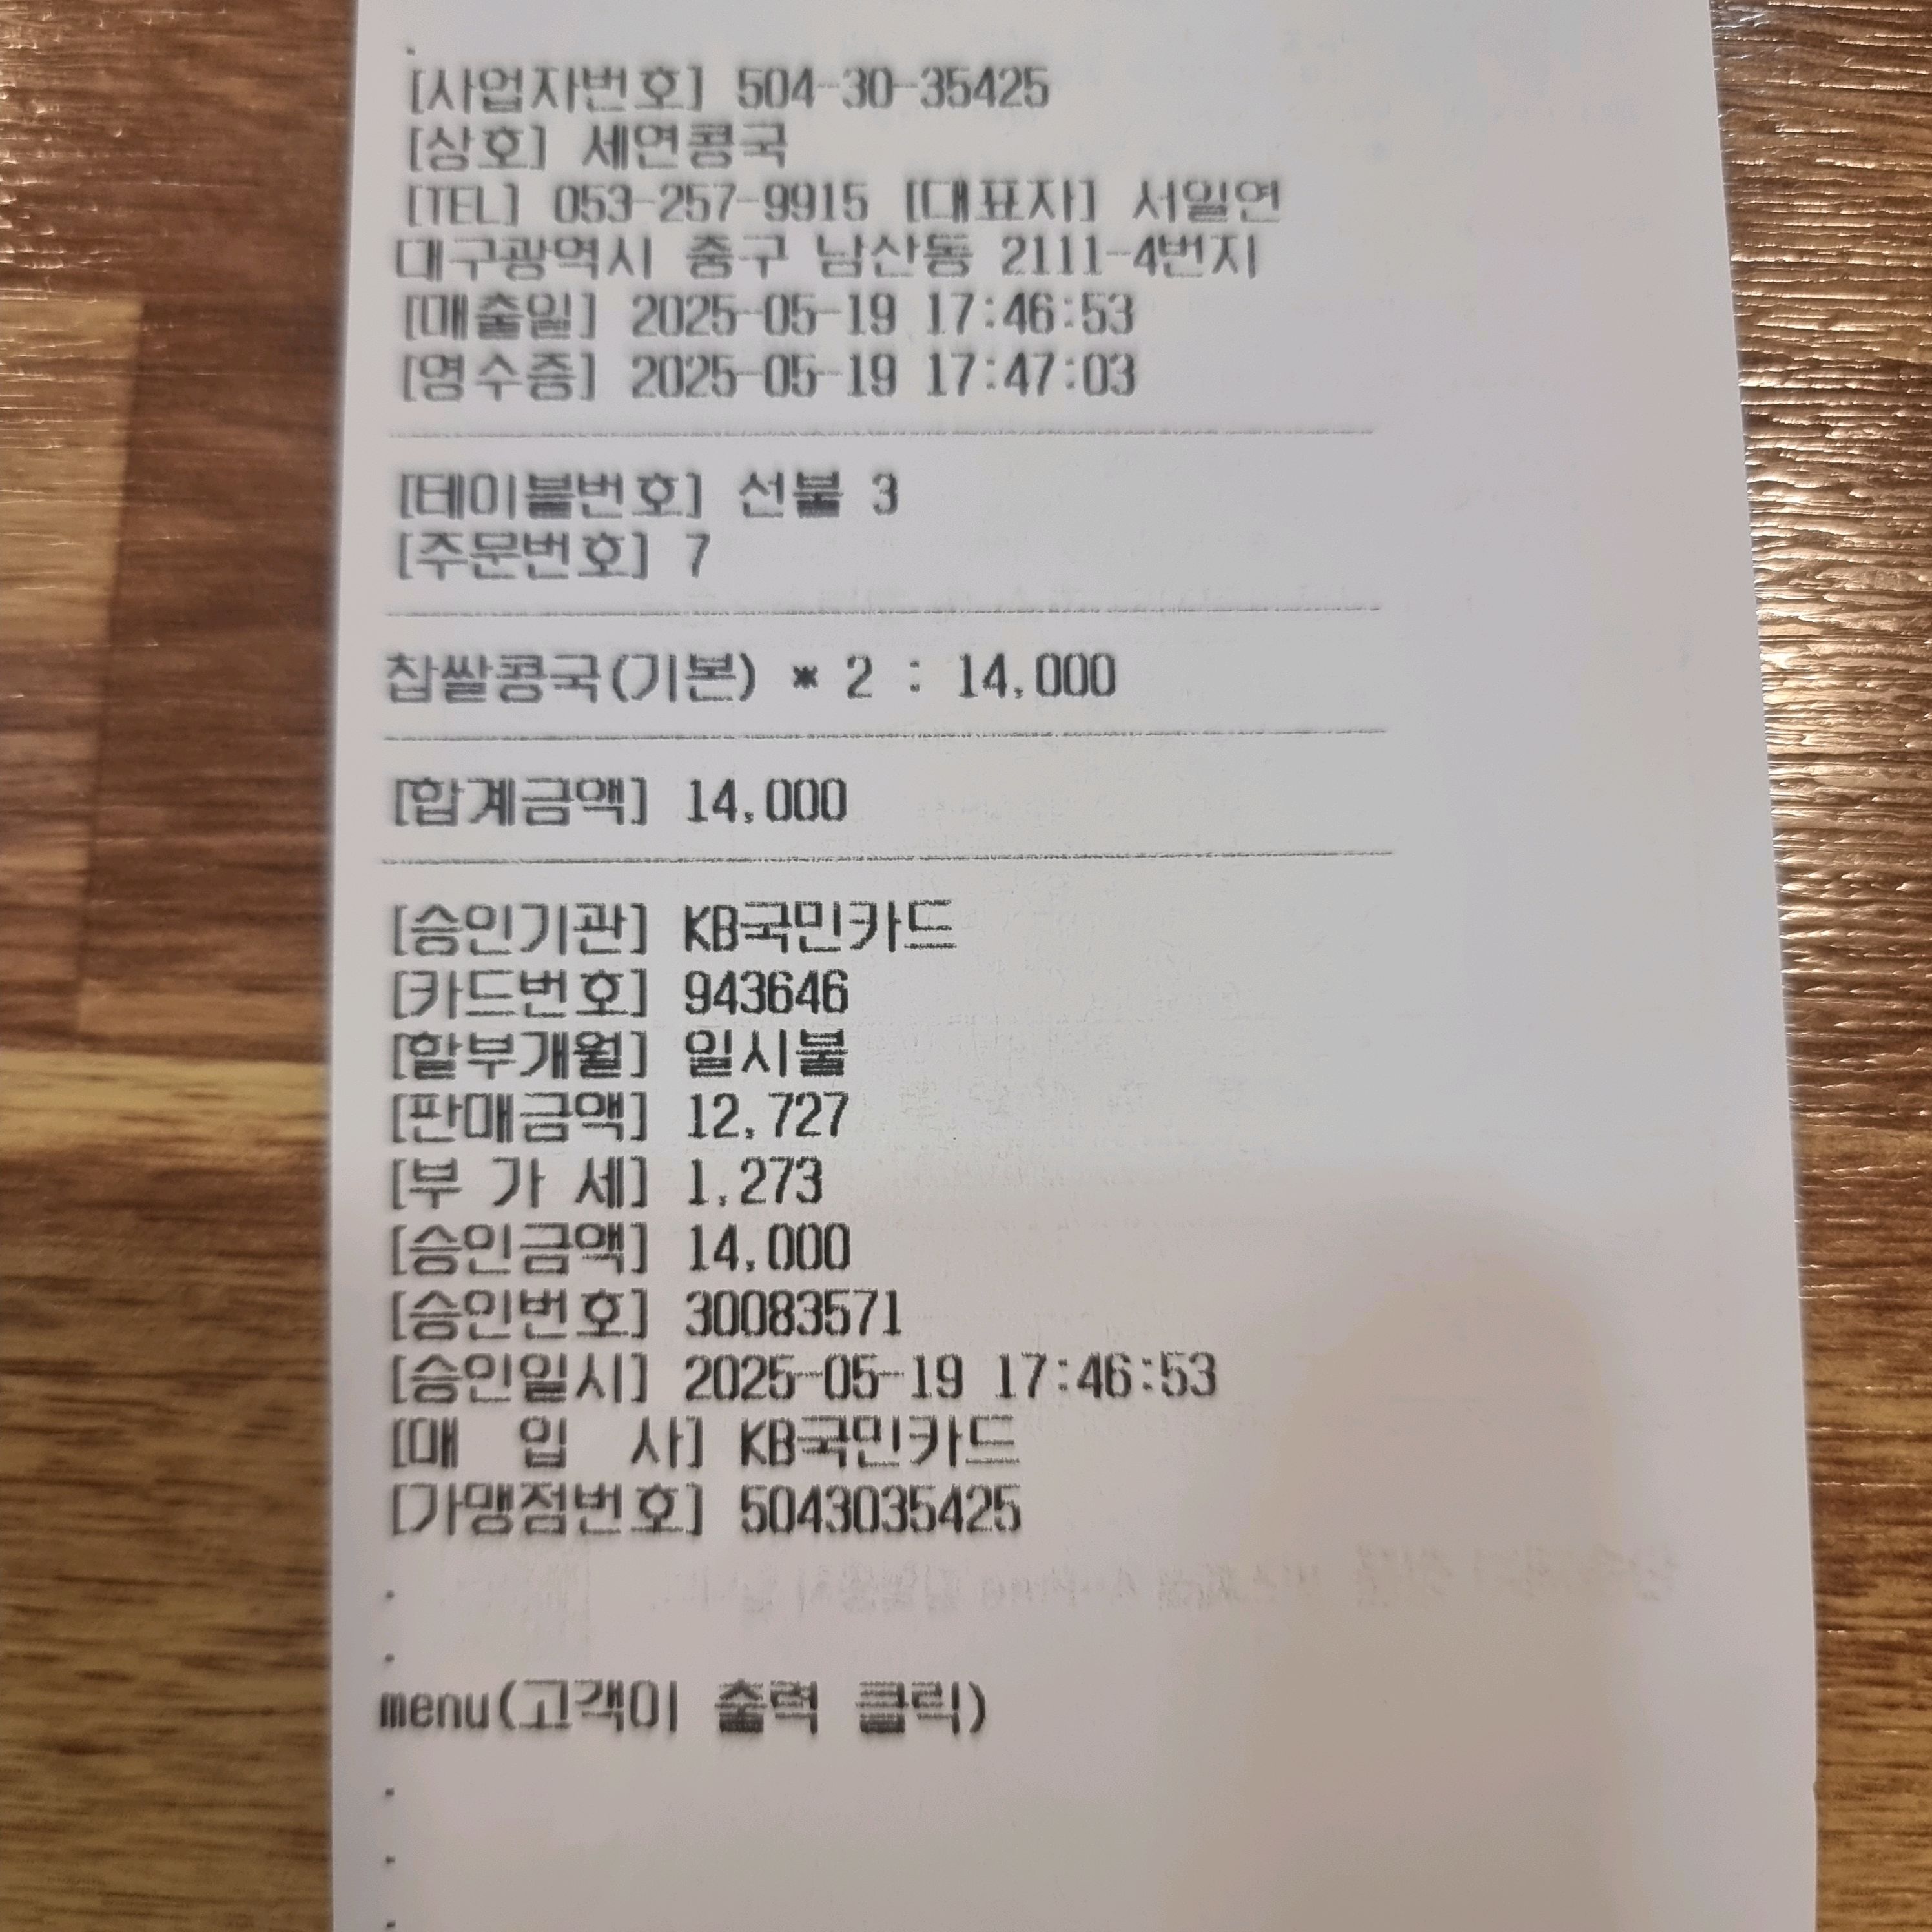 [사업자번호] 504-30-35425
[상호] 세연콩국
[TEL] 053-257-9915 [대표자] 서일연
대구광역시 중구 남산동 2111-4번지
[매출일] 2025-05-19 17:46:53
[영수증] 2025-05-19 17:47:03
[테이블번호] 선불 3
[주문번호] 7
찹쌀콩국(기본) * 2 : 14,000
[합계금액] 14,000
[승인기관] KB국민카드
[카드번호] 943646
[할부개월] 일시불
[판매금액] 12,727
[부 가 세] 1,273
[승인금액] 14,000
[승인번호] 30083571
[승인일시] 2025-05-19 17:46:53
[매 입 사] KB국민카드
[가맹점번호] 5043035425
menu(고객이 출력 클릭)